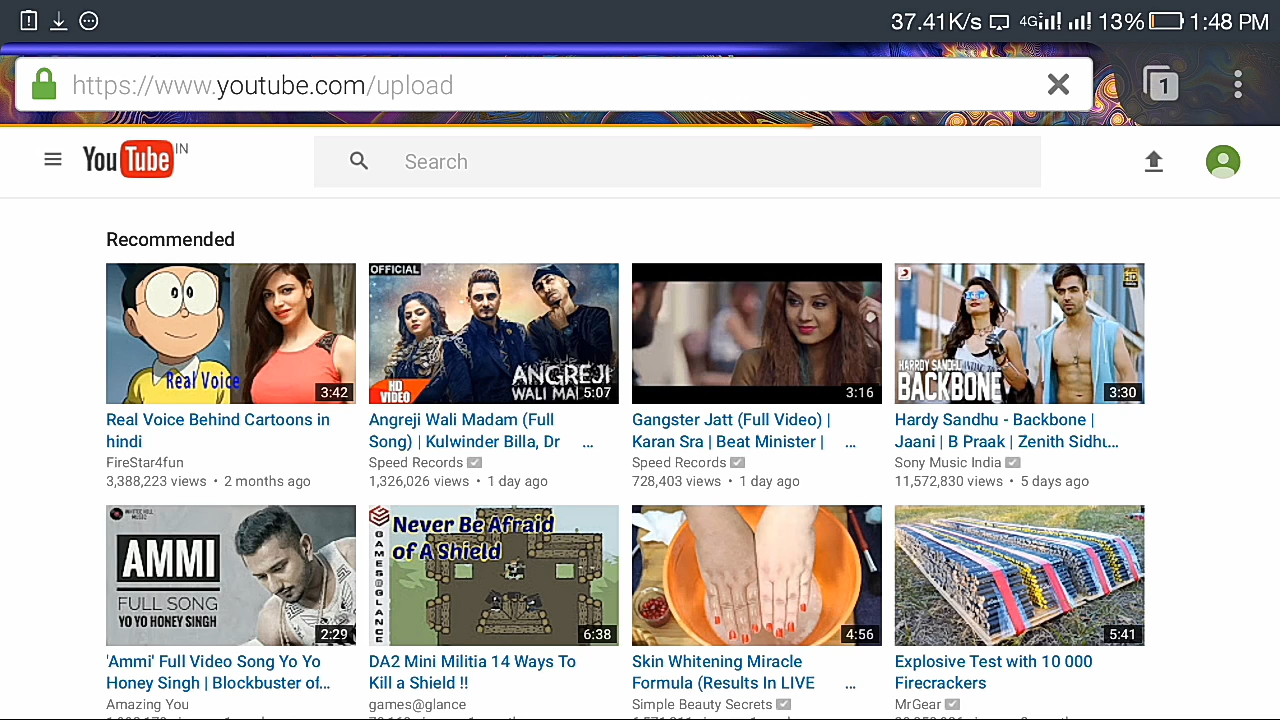 37.41K/s 4G 13% 1:48 PM
https://www.youtube.com/upload
1
YouTube IN
Search
Recommended
Real Voice
3:42
OFFICIAL
HD
VIDEO
ANGREJI
WALI MA
5:07
3:16
HD
HARRDY SANDHU
BACKBONE
3:30
Real Voice Behind Cartoons in
hindi
FireStar4fun
3,388,223 views • 2 months ago
Angreji Wali Madam (Full
Song) | Kulwinder Billa, Dr ...
Speed Records
1,326,026 views • 1 day ago
Gangster Jatt (Full Video) |
Karan Sra | Beat Minister | ...
Speed Records
728,403 views • 1 day ago
Hardy Sandhu - Backbone |
Jaani | B Praak | Zenith Sidhu...
Sony Music India
11,572,830 views • 5 days ago
WHITE HILL
MUSIC
AMMI
FULL SONG
YO YO HONEY SINGH
2:29
GAMES@GLANCE
Never Be Afraid
of A Shield
6:38
4:56
5:41
'Ammi' Full Video Song Yo Yo
Honey Singh | Blockbuster of...
Amazing You
DA2 Mini Militia 14 Ways To
Kill a Shield !!
games@glance
Skin Whitening Miracle
Formula (Results In LIVE ...
Simple Beauty Secrets
Explosive Test with 10 000
Firecrackers
MrGear